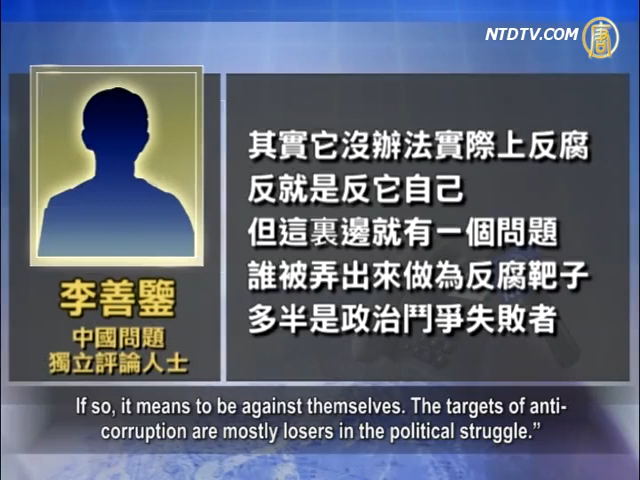 NTDTV.COM
唐
其實它沒辦法實際上反腐
反就是反它自己
但這裏邊就有一個問題
誰被弄出來做為反腐靶子
多半是政治鬥爭失敗者
李善鑒
中國問題
獨立評論人士
If so, it means to be against themselves. The targets of anti-
corruption are mostly losers in the political struggle.”